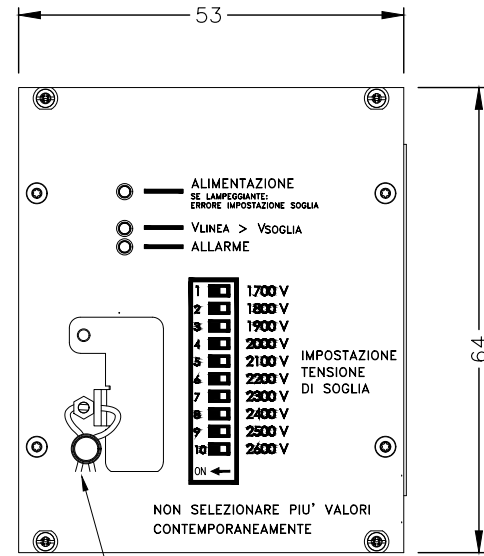 53
ALIMENTAZIONE
SE LAMPEGGIANTE:
ERRORE IMPOSTAZIONE SOGLIA
VLINEA > VSOGLIA
ALLARME
1 1700 V
2 1800 V
3 1900 V
4 2000 V
5 2100 V
6 2200 V
7 2300 V
8 2400 V
9 2500 V
10 2600 V
ON
IMPOSTAZIONE
TENSIONE
DI SOGLIA
64
NON SELEZIONARE PIU' VALORI
CONTEMPORANEAMENTE